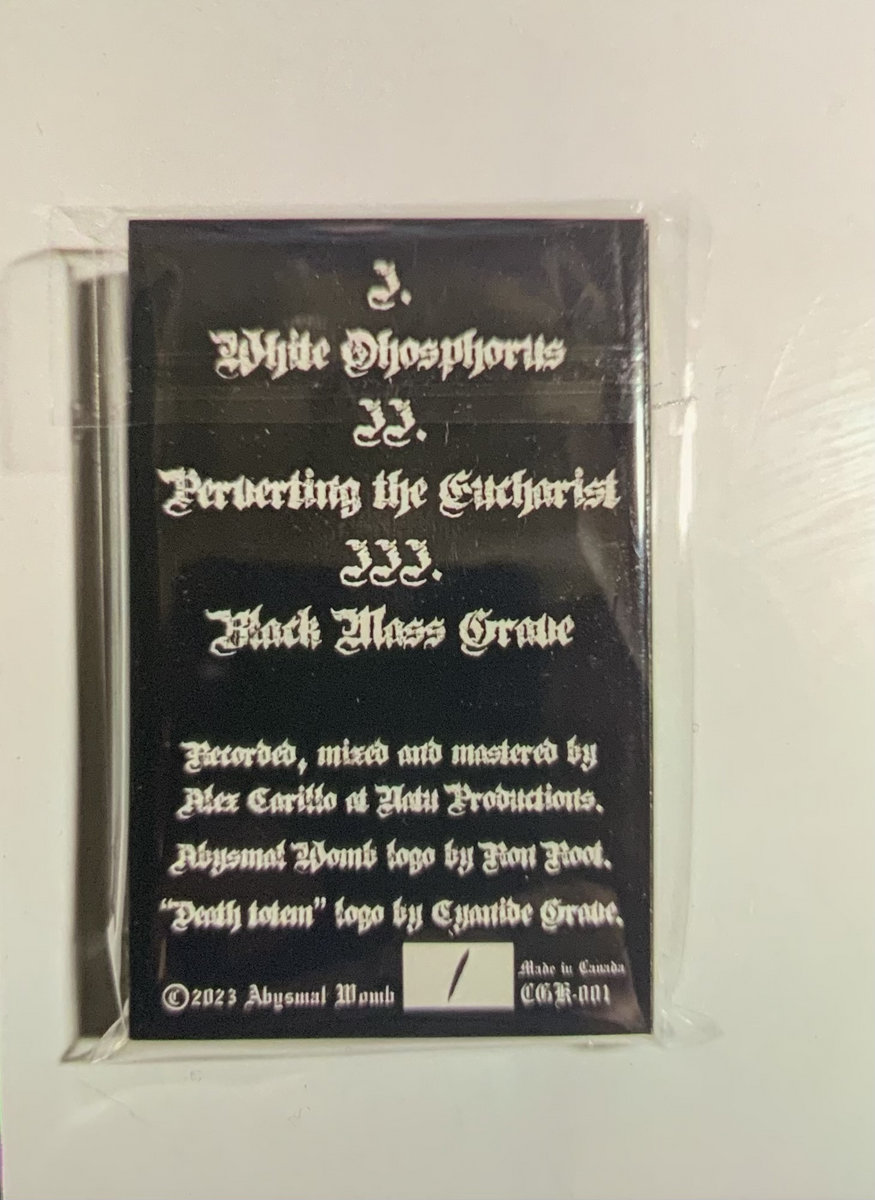 I.
White Ohosphorus
II.
Perverting the Eucharist
III.
Black Mass Grave
Recorded, mixed and mastered by
Alex Carillo at Natu Productions.
Abysmal Womb logo by Ron Root.
"Death totem" logo by Cyanide Grave.
©2023 Abysmal Womb
/
Made in Canada
CGR-001